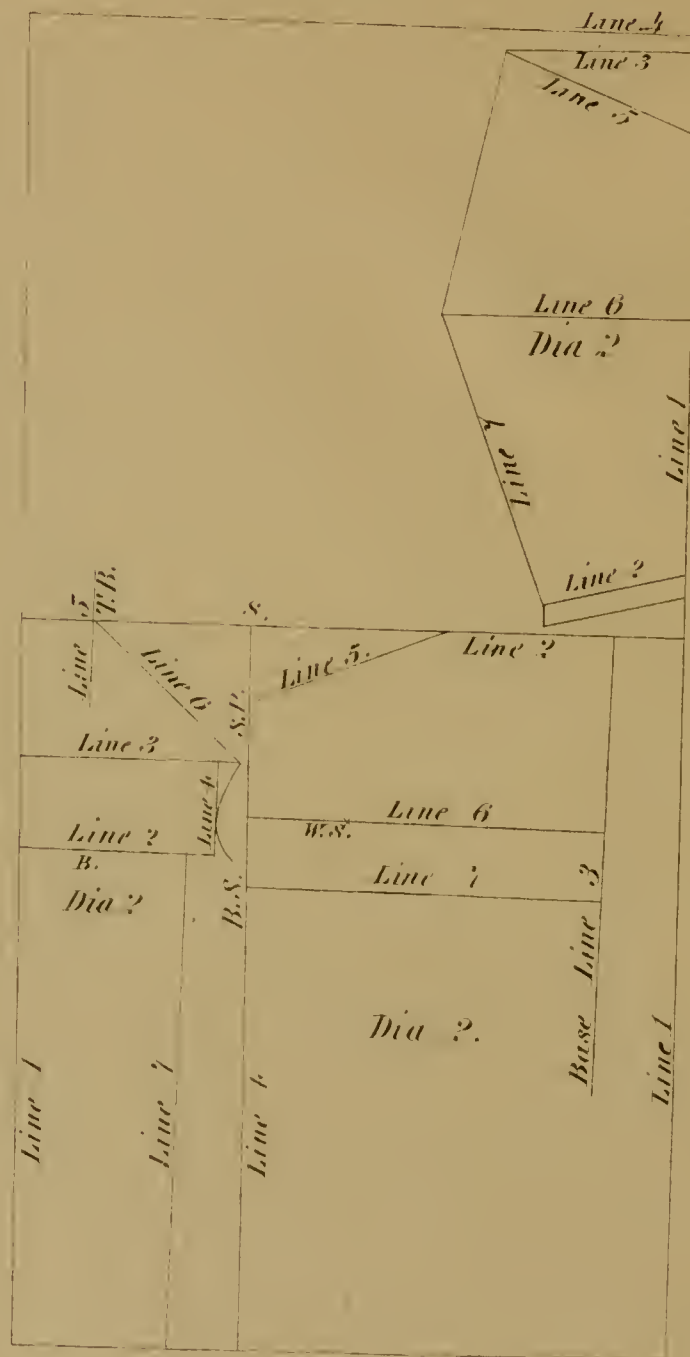 Line 4
Line 3
Line 5
Line 6
Dia 2
Line 7
Line 1
Line 2
Line 5
T.B.
S.
Line 6
Line 5.
Line 2
S.P.
Line 3
Line 4
Line 6
W.S.
Line 2
B.
Line 7
Dia 2
B.S.
Base Line 3
Dia 2.
Line 1
Line 7
Line 4
Line 1